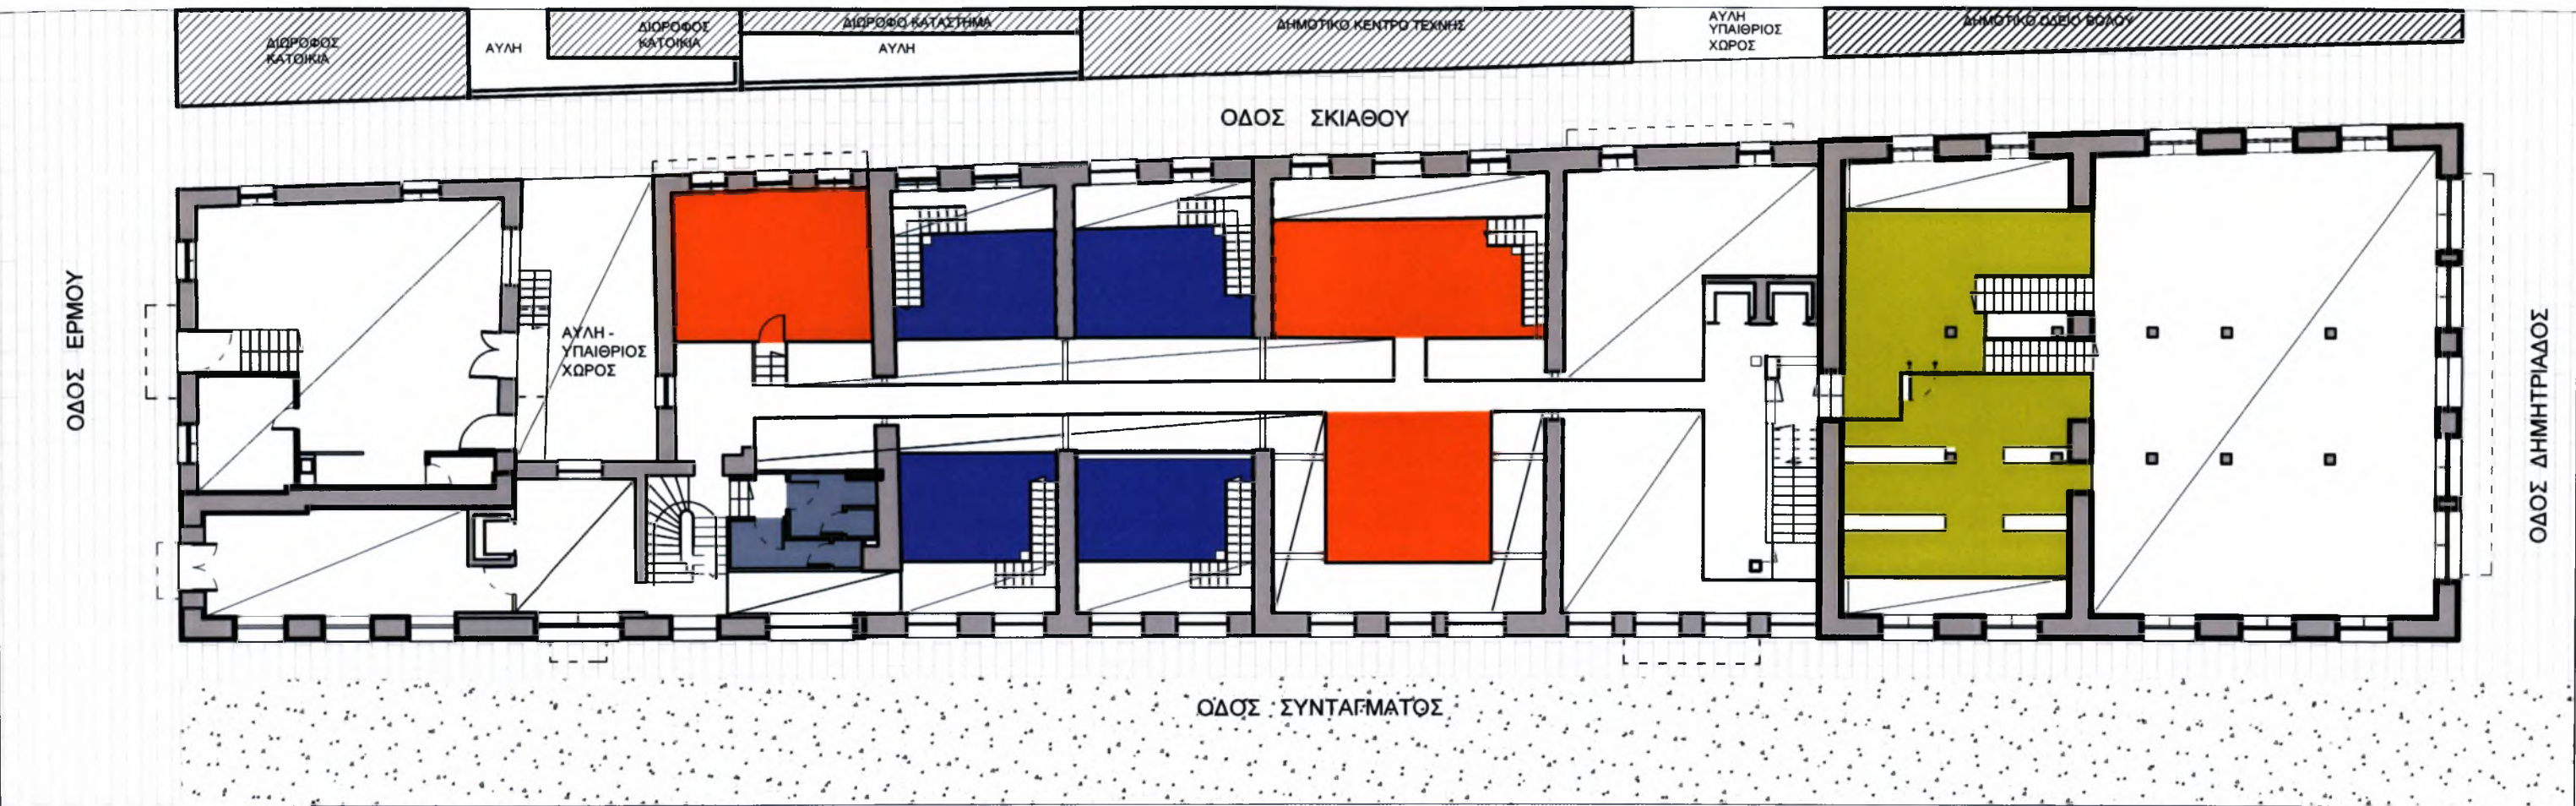 ΔΙΩΡΟΦΟΣ
ΚΑΤΟΙΚΙΑ
ΑΥΛΗ
ΔΙΩΡΟΦΟΣ
ΚΑΤΟΙΚΙΑ
ΔΙΩΡΟΦΟ ΚΑΤΑΣΤΗΜΑ
ΑΥΛΗ
ΔΗΜΟΤΙΚΟ ΚΕΝΤΡΟ ΤΕΧΝΗΣ
ΑΥΛΗ
ΥΠΑΙΘΡΙΟΣ
ΧΩΡΟΣ
ΔΗΜΟΤΙΚΟ ΩΔΕΙΟ ΒΟΛΟΥ
ΟΔΟΣ ΣΚΙΑΘΟΥ
ΟΔΟΣ ΕΡΜΟΥ
ΑΥΛΗ -
ΥΠΑΙΘΡΙΟΣ
ΧΩΡΟΣ
ΟΔΟΣ ΔΗΜΗΤΡΙΑΔΟΣ
ΟΔΟΣ ΣΥΝΤΑΓΜΑΤΟΣ